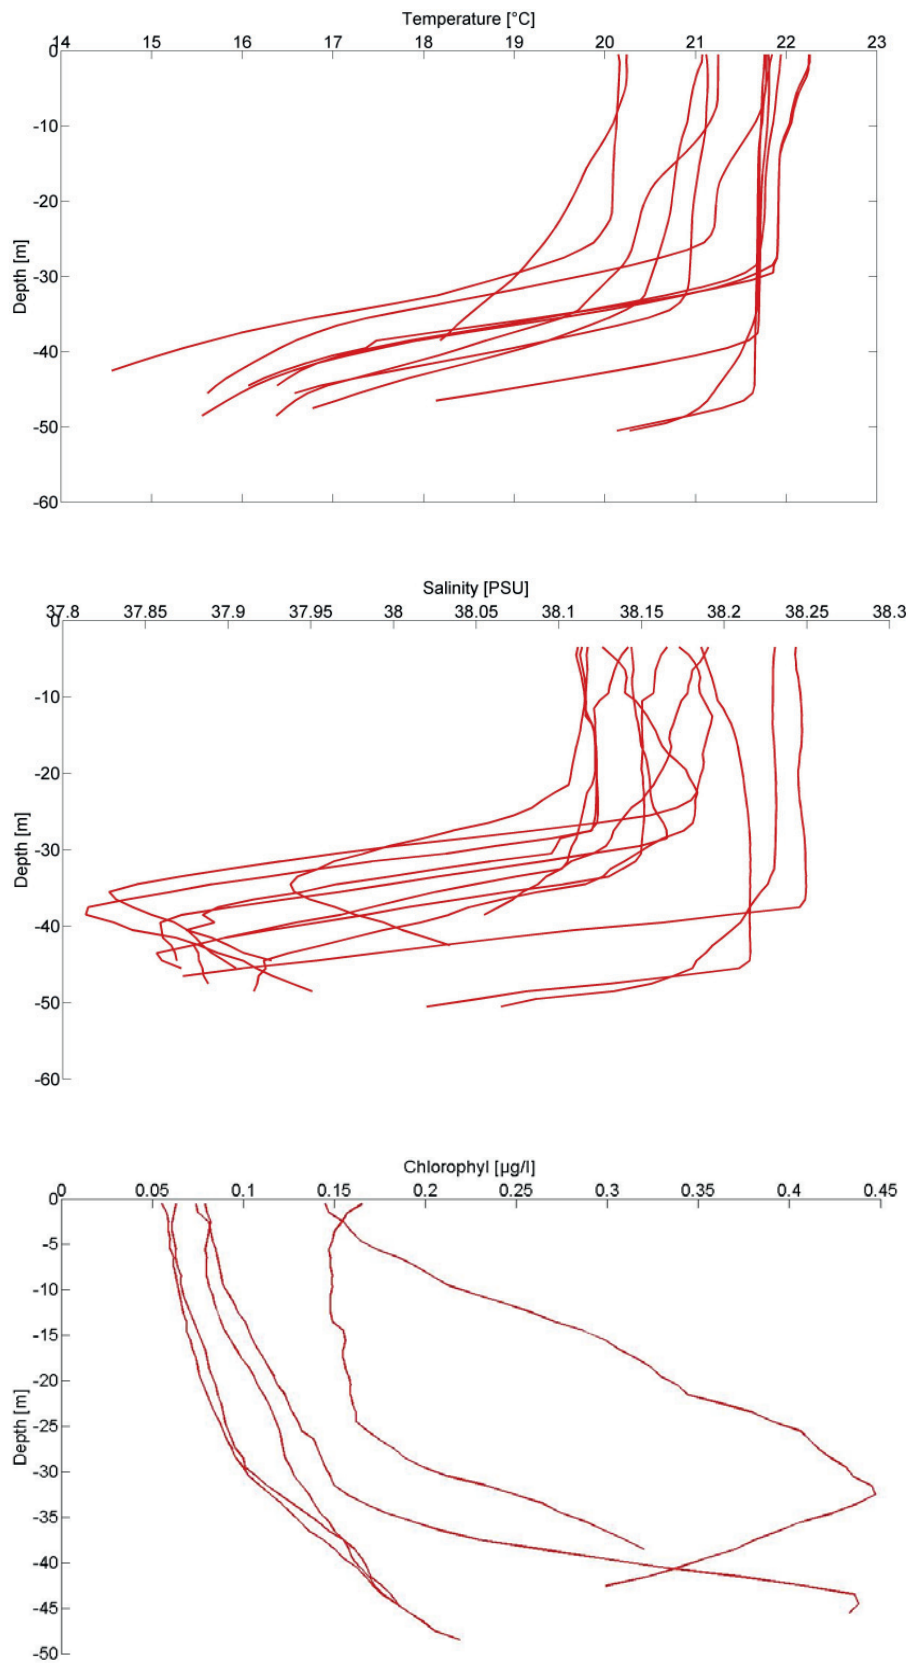 Temperature [°C]
14 15 16 17 18 19 20 21 22 23
0
-10
-20
-30
-40
-50
-60
Depth [m]
Salinity [PSU]
37.8 37.85 37.9 37.95 38 38.05 38.1 38.15 38.2 38.25 38.3
0
-10
-20
-30
-40
-50
-60
Depth [m]
Chlorophyl [µg/l]
0 0.05 0.1 0.15 0.2 0.25 0.3 0.35 0.4 0.45
0
-5
-10
-15
-20
-25
-30
-35
-40
-45
-50
Depth [m]